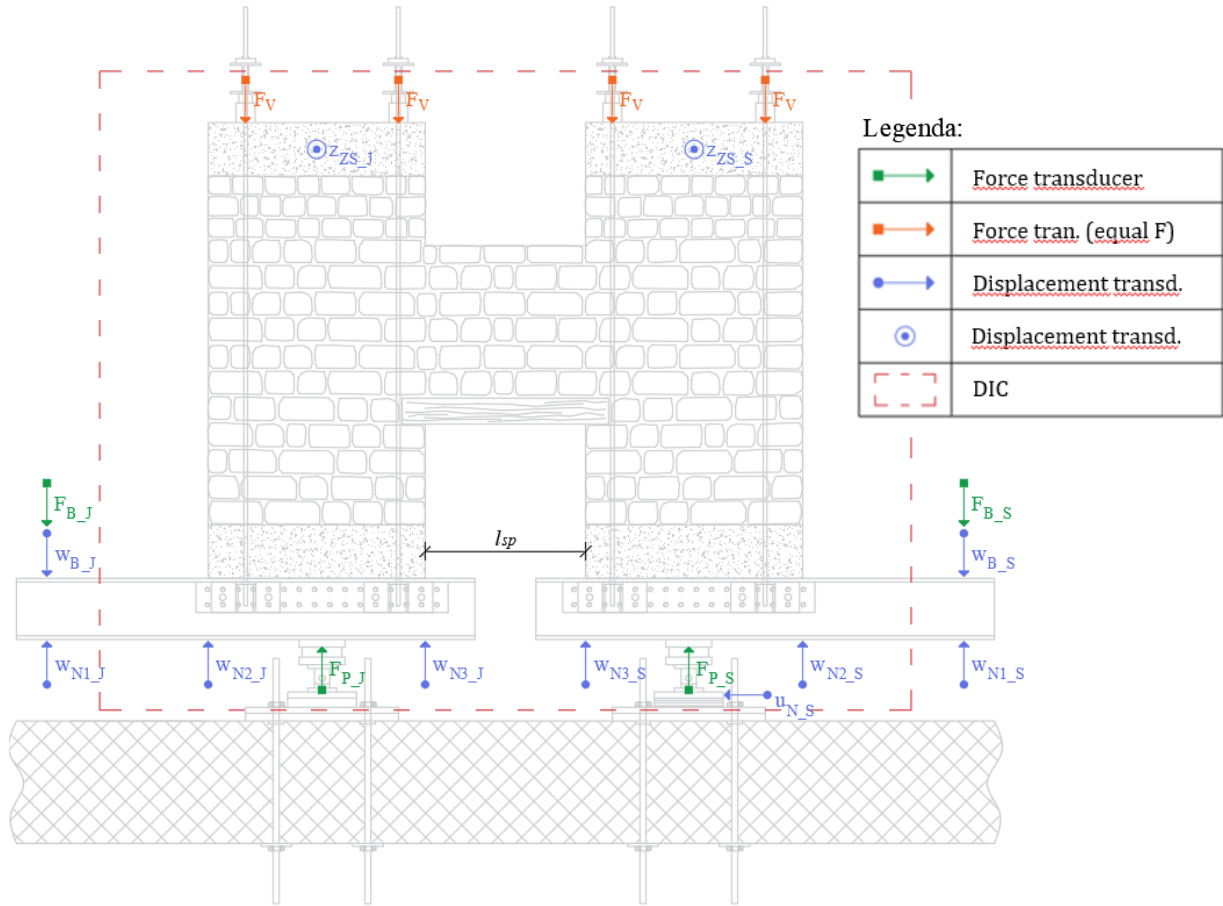 F_V F_V F_V F_V
Legenda:
z_ZS_J z_ZS_S
Force transducer
Force tran. (equal F)
Displacement transd.
Displacement transd.
DIC
F_B_J F_B_S
l_sp
w_B_J w_B_S
w_N1_J w_N2_J F_P_J w_N3_J w_N3_S F_P_S w_N2_S w_N1_S
u_N_S